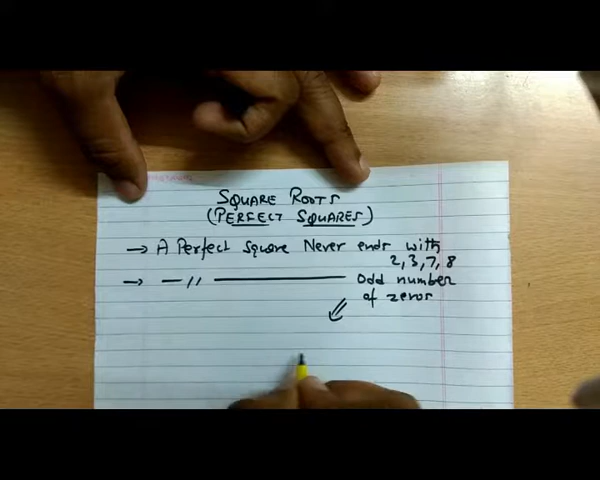 SQUARE ROOTS
(PERFECT SQUARES)
→ A Perfect Square Never ends with
2, 3, 7, 8
→ — // ——— Odd number
of zeros